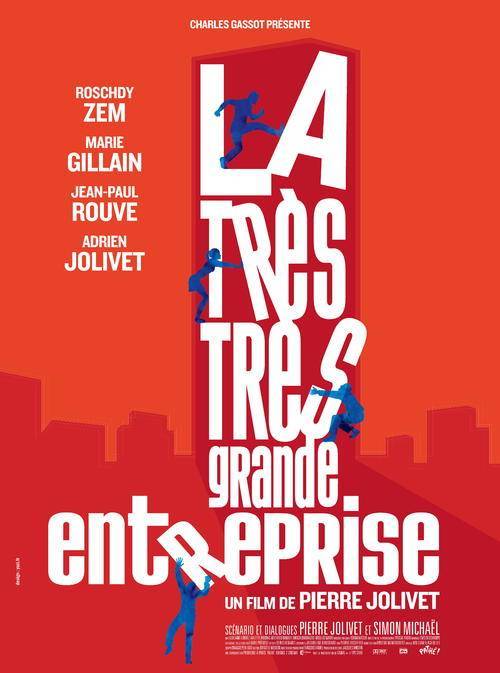 CHARLES GASSOT PRÉSENTE
ROSCHDY
ZEM
MARIE
GILLAIN
JEAN-PAUL
ROUVE
ADRIEN
JOLIVET
LA
TRÈS
TRÈS
GRANDE
ENTREPRISE
UN FILM DE PIERRE JOLIVET
SCÉNARIO ET DIALOGUES PIERRE JOLIVET ET SIMON MICHAËL
PATHÉ!